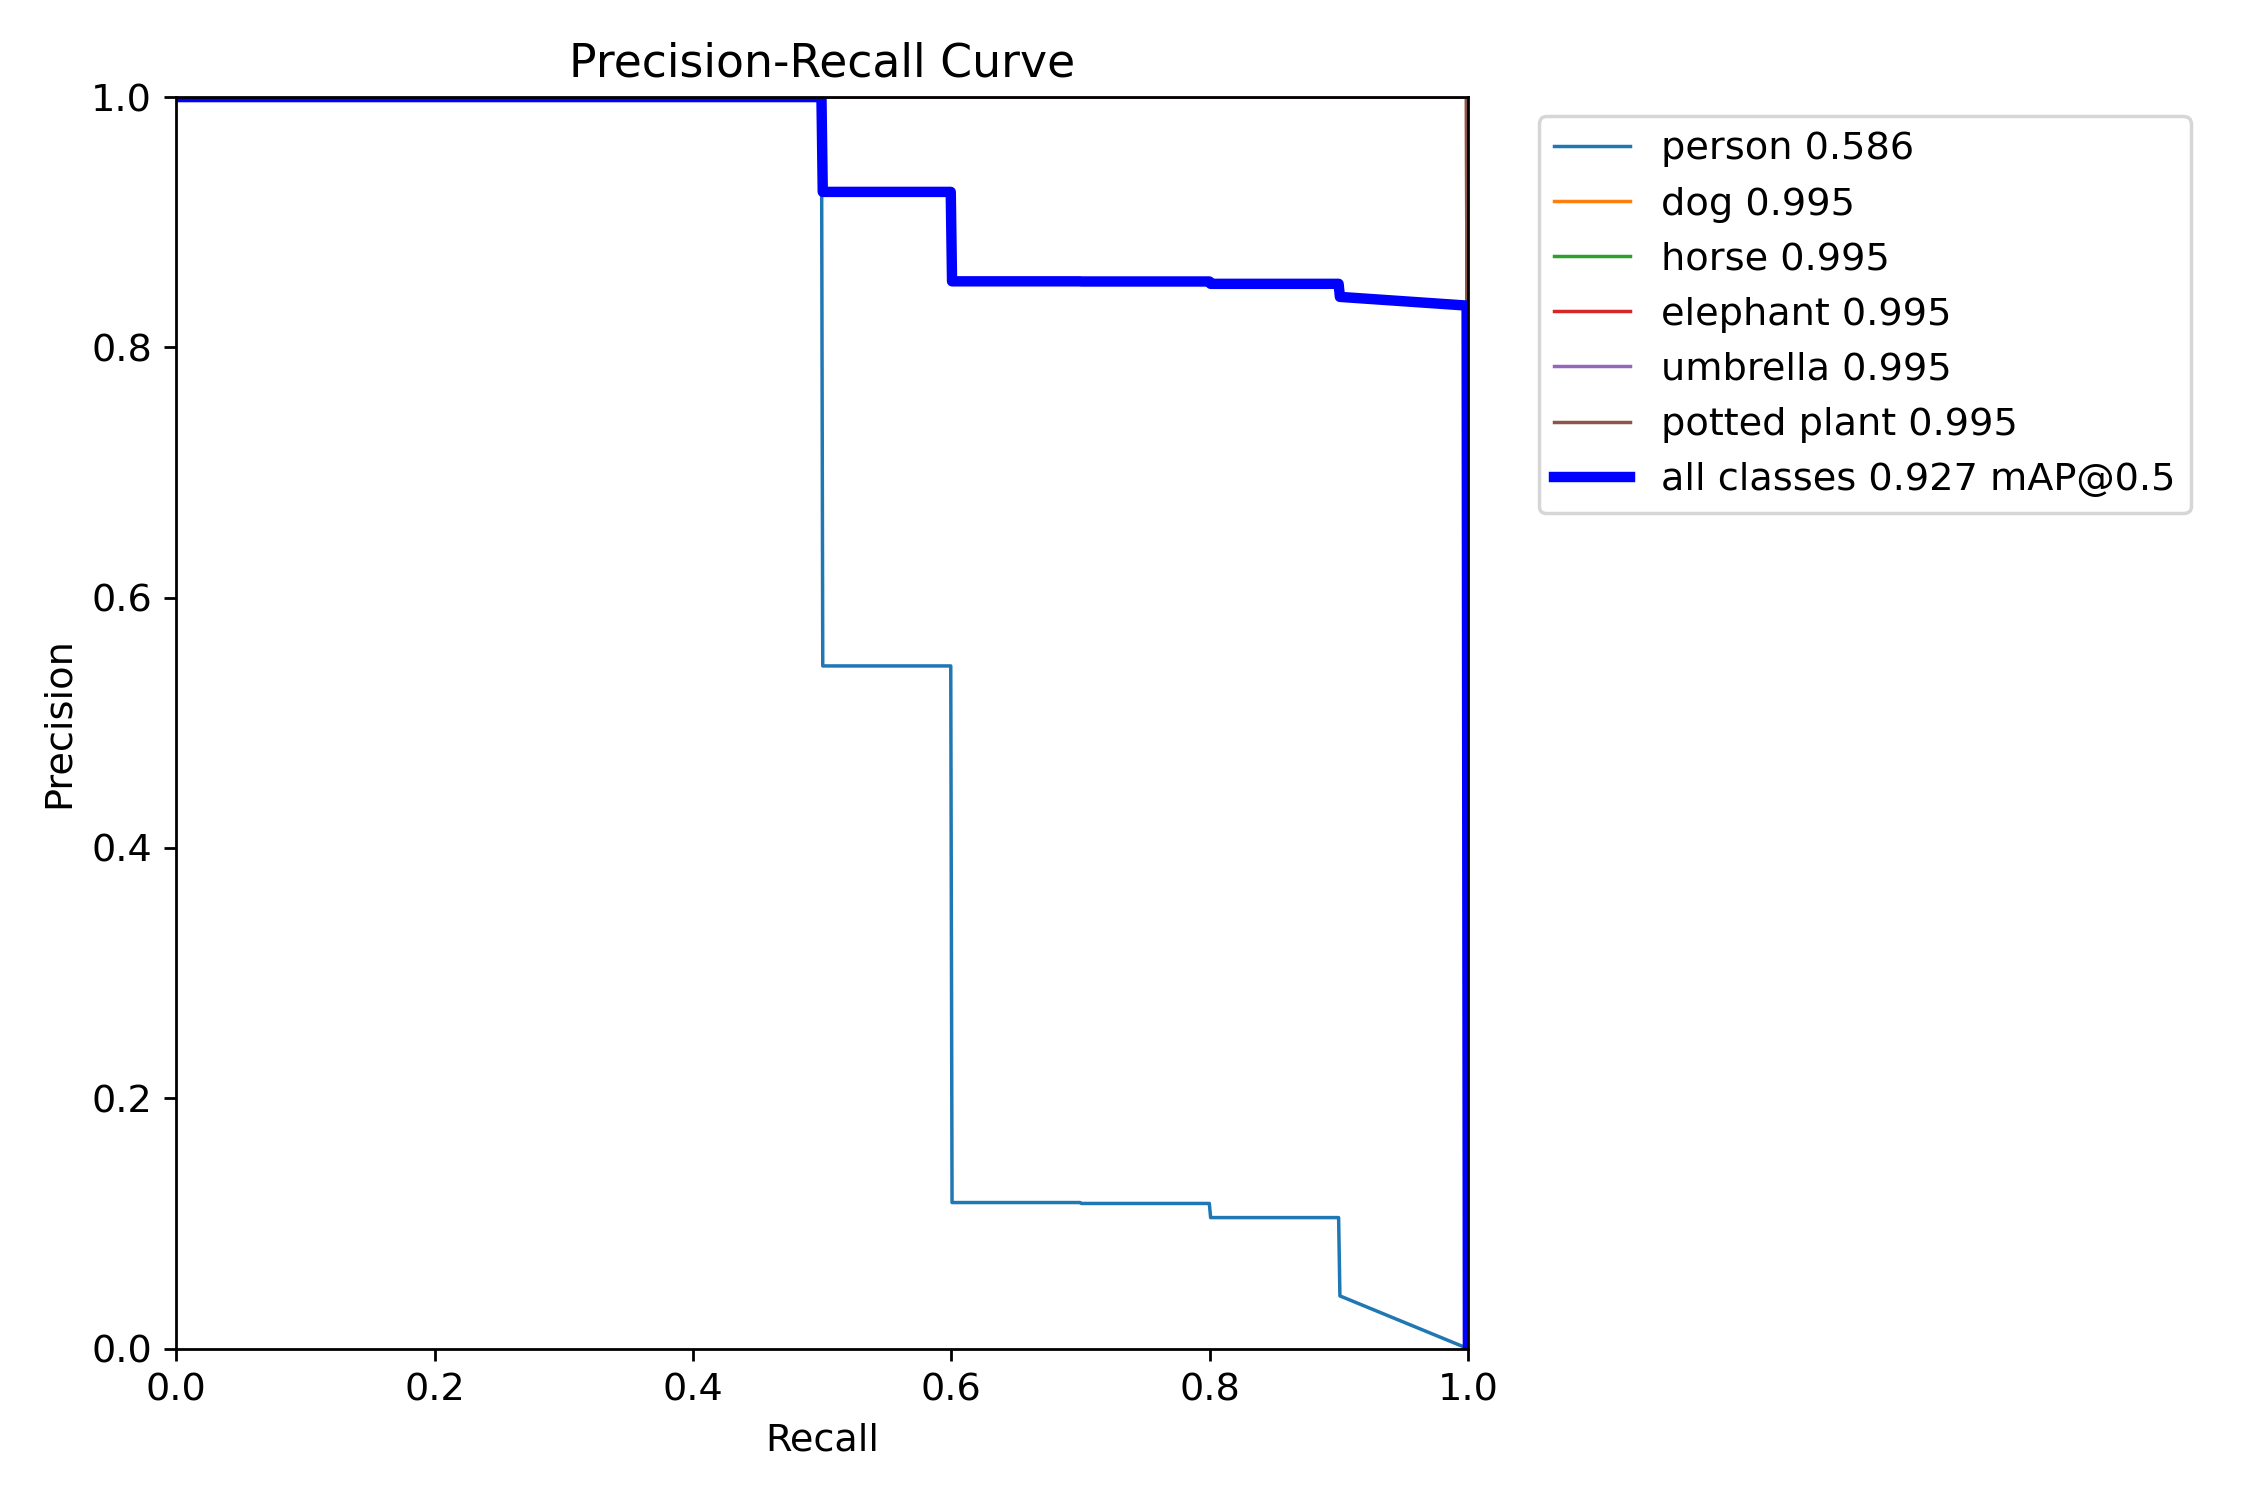 Precision-Recall Curve
1.0
0.8
0.6
0.4
0.2
0.0
Precision
0.0 0.2 0.4 0.6 0.8 1.0
Recall
person 0.586
dog 0.995
horse 0.995
elephant 0.995
umbrella 0.995
potted plant 0.995
all classes 0.927 mAP@0.5